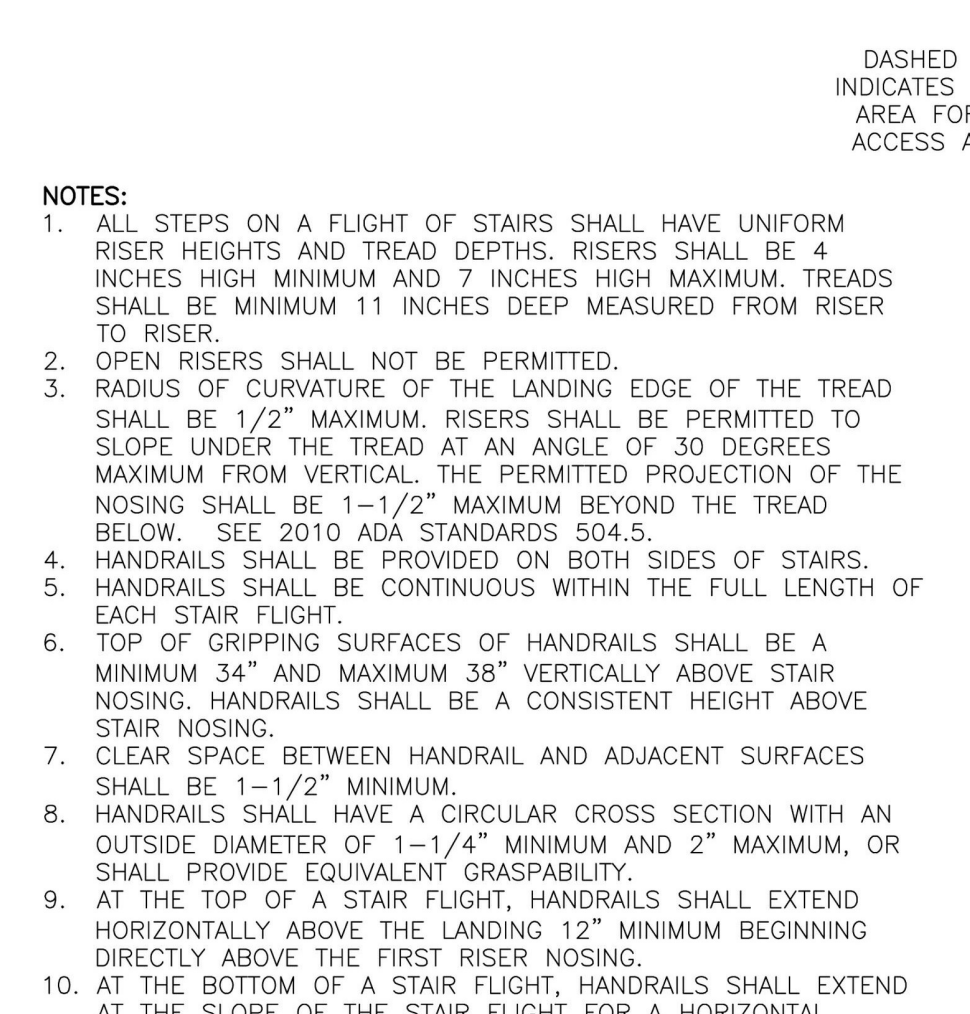 DASHED
INDICATES
AREA
ACCESS
NOTES:
1. ALL STEPS ON A FLIGHT OF STAIRS SHALL HAVE UNIFORM
RISER HEIGHTS AND TREAD DEPTHS. RISERS SHALL BE 4
INCHES HIGH MINIMUM AND 7 INCHES HIGH MAXIMUM. TREADS
SHALL BE MINIMUM 11 INCHES DEEP MEASURED FROM RISER
TO RISER.
2. OPEN RISERS SHALL NOT BE PERMITTED.
3. RADIUS OF CURVATURE OF THE LANDING EDGE OF THE TREAD
SHALL BE 1/2” MAXIMUM. RISERS SHALL BE PERMITTED TO
SLOPE UNDER THE TREAD AT AN ANGLE OF 30 DEGREES
MAXIMUM FROM VERTICAL. THE PERMITTED PROJECTION OF THE
NOSING SHALL BE 1–1/2” MAXIMUM BEYOND THE TREAD
BELOW. SEE 2010 ADA STANDARDS 504.5.
4. HANDRAILS SHALL BE PROVIDED ON BOTH SIDES OF STAIRS.
5. HANDRAILS SHALL BE CONTINUOUS WITHIN THE FULL LENGTH OF
EACH STAIR FLIGHT.
6. TOP OF GRIPPING SURFACES OF HANDRAILS SHALL BE A
MINIMUM 34” AND MAXIMUM 38” VERTICALLY ABOVE STAIR
NOSING. HANDRAILS SHALL BE A CONSISTENT HEIGHT ABOVE
STAIR NOSING.
7. CLEAR SPACE BETWEEN HANDRAIL AND ADJACENT SURFACES
SHALL BE 1–1/2” MINIMUM.
8. HANDRAILS SHALL HAVE A CIRCULAR CROSS SECTION WITH AN
OUTSIDE DIAMETER OF 1–1/4” MINIMUM AND 2” MAXIMUM, OR
SHALL PROVIDE EQUIVALENT GRASPABILITY.
9. AT THE TOP OF A STAIR FLIGHT, HANDRAILS SHALL EXTEND
HORIZONTALLY ABOVE THE LANDING 12” MINIMUM BEGINNING
DIRECTLY ABOVE THE FIRST RISER NOSING.
10. AT THE BOTTOM OF A STAIR FLIGHT, HANDRAILS SHALL EXTEND
AT THE SLOPE OF THE STAIR FLIGHT FOR A HORIZONTAL